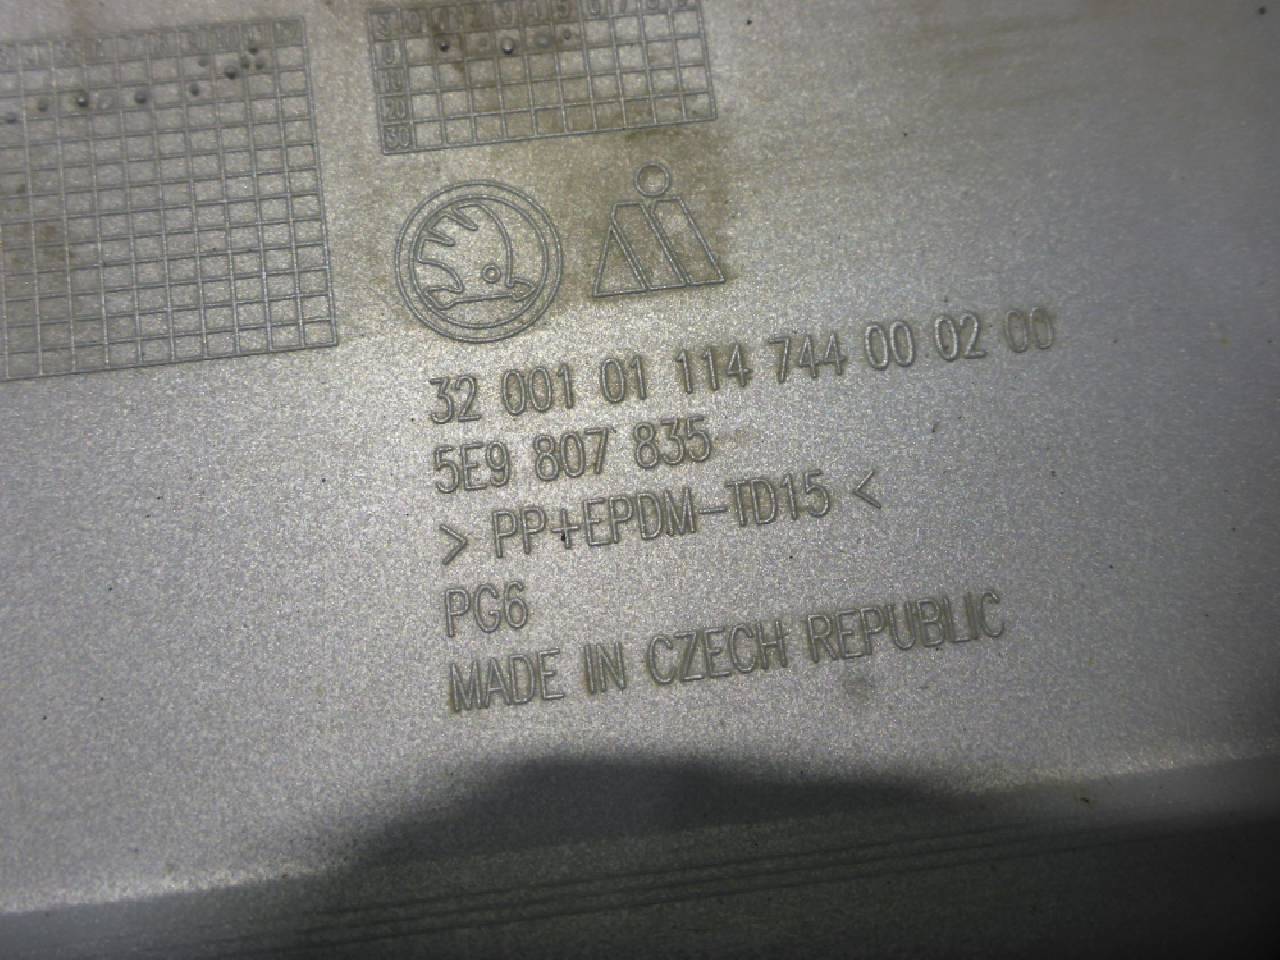 32 001 01 114 744 00 0 02 00
5E9 807 835
> PP+EPDM-TD15 <
PG6
MADE IN CZECH REPUBLIC